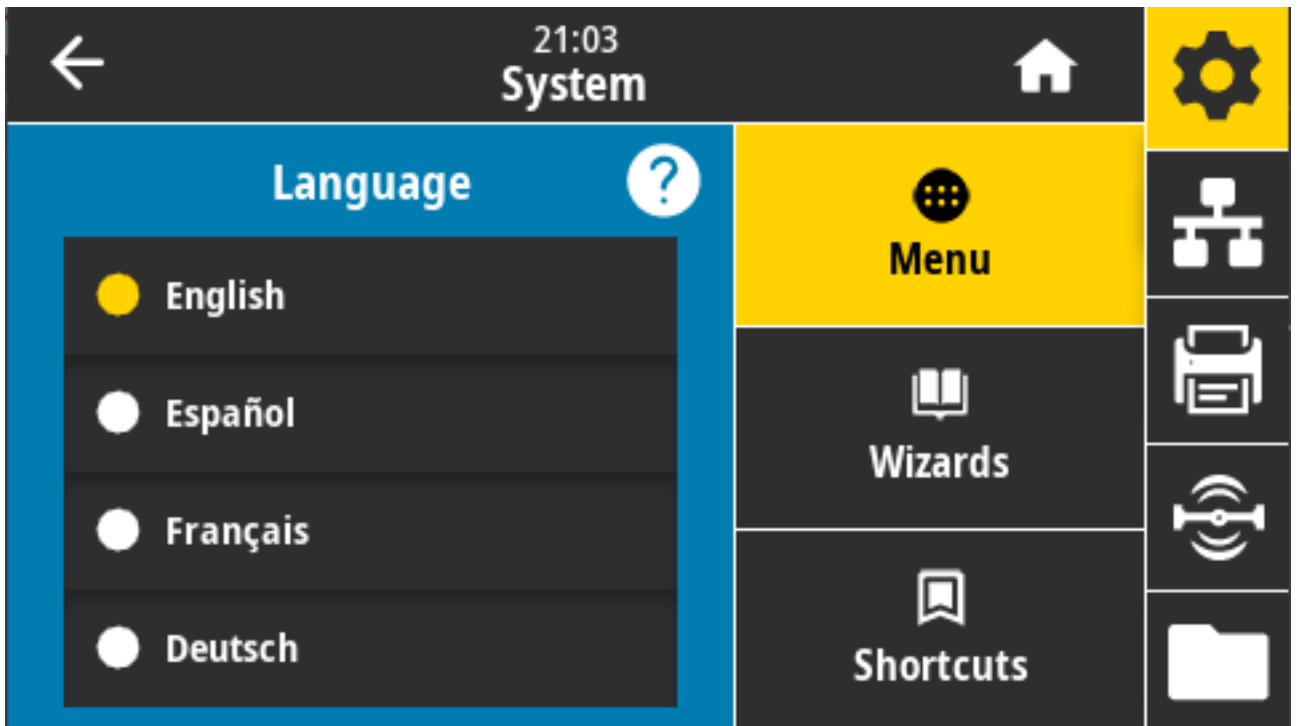 21:03
System
Language
?
English
Español
Français
Deutsch
Menu
Wizards
Shortcuts